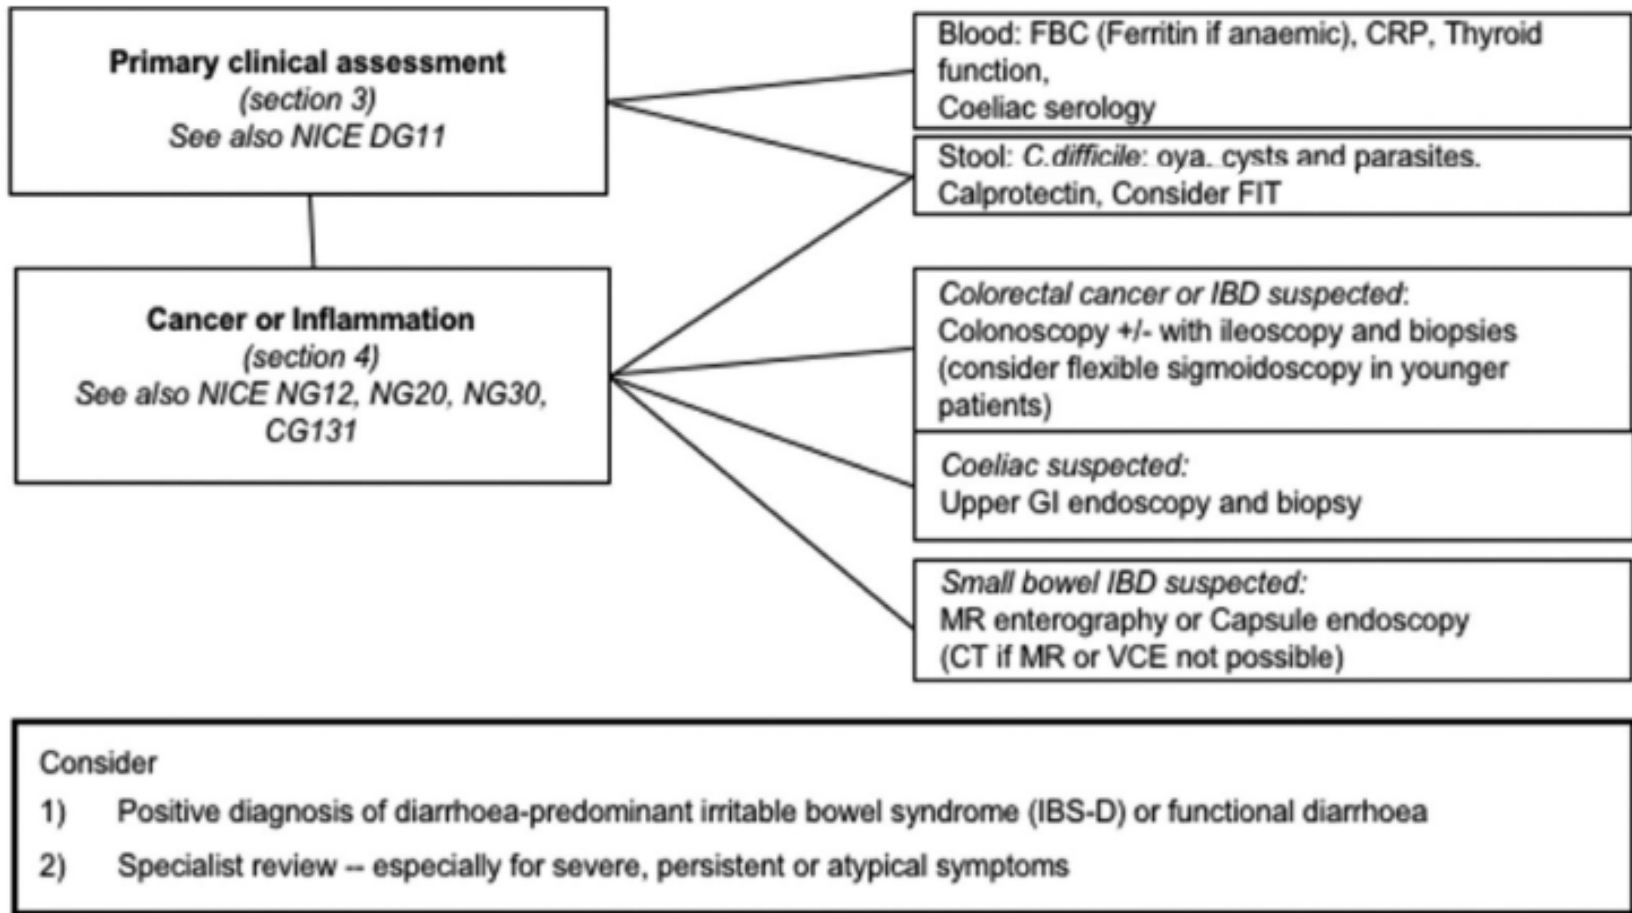 Primary clinical assessment
(section 3)
See also NICE DG11
Blood: FBC (Ferritin if anaemic), CRP, Thyroid
function,
Coeliac serology
Stool: C.difficile: oya. cysts and parasites.
Calprotectin, Consider FIT
Cancer or Inflammation
(section 4)
See also NICE NG12, NG20, NG30,
CG131
Colorectal cancer or IBD suspected:
Colonoscopy +/- with ileoscopy and biopsies
(consider flexible sigmoidoscopy in younger
patients)
Coeliac suspected:
Upper GI endoscopy and biopsy
Small bowel IBD suspected:
MR enterography or Capsule endoscopy
(CT if MR or VCE not possible)
Consider
1) Positive diagnosis of diarrhoea-predominant irritable bowel syndrome (IBS-D) or functional diarrhoea
2) Specialist review -- especially for severe, persistent or atypical symptoms